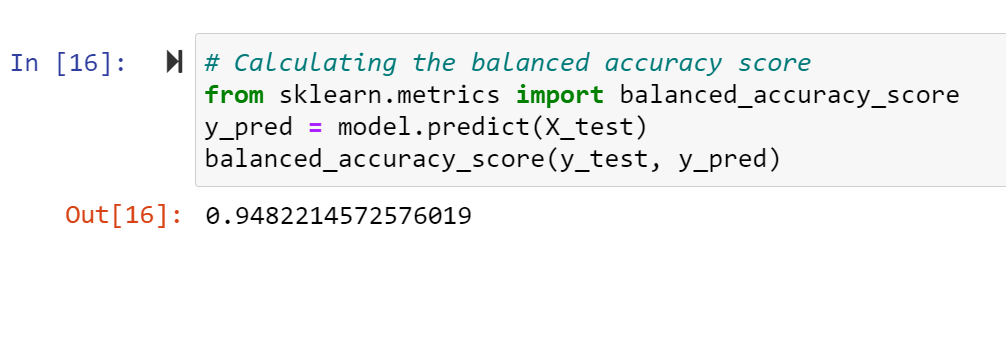 In [16]:
# Calculating the balanced accuracy score
from sklearn.metrics import balanced_accuracy_score
y_pred = model.predict(X_test)
balanced_accuracy_score(y_test, y_pred)
Out[16]: 0.9482214572576019